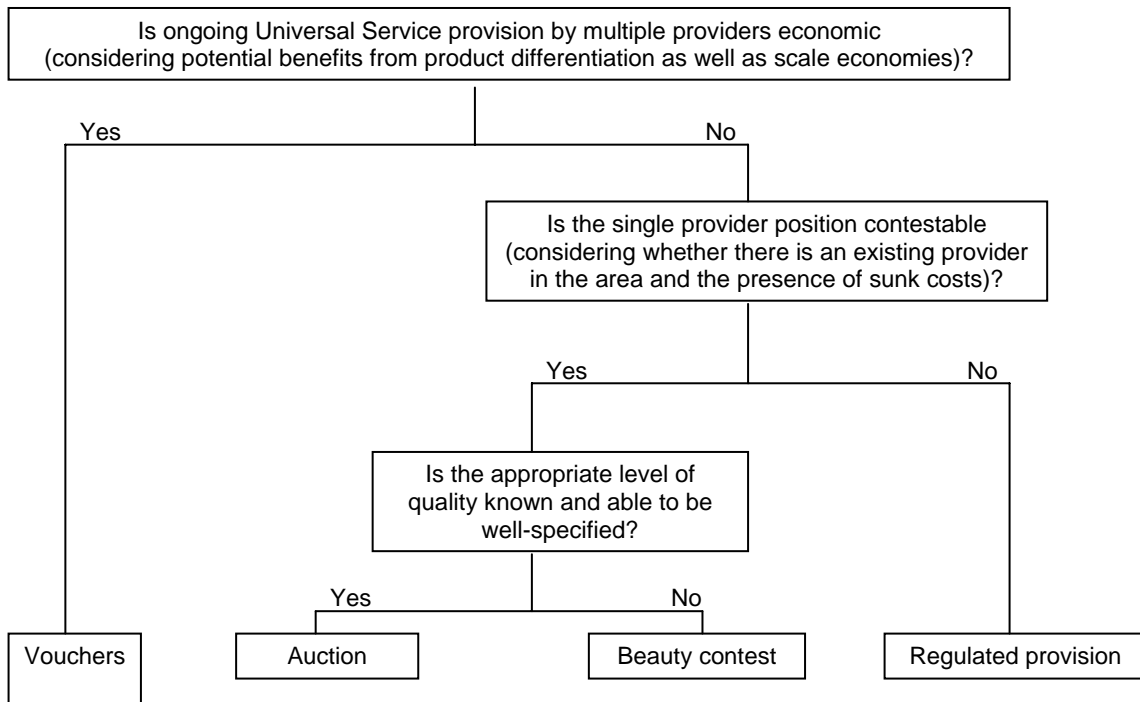 Is ongoing Universal Service provision by multiple providers economic
(considering potential benefits from product differentiation as well as scale economies)?
Yes
No
Is the single provider position contestable
(considering whether there is an existing provider
in the area and the presence of sunk costs)?
Yes
No
Is the appropriate level of
quality known and able to be
well-specified?
Yes
No
Vouchers
Auction
Beauty contest
Regulated provision